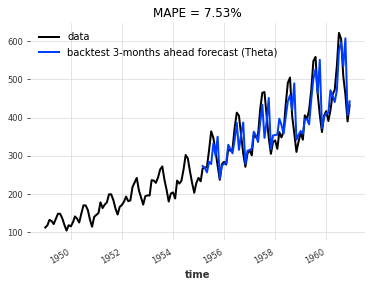 MAPE = 7.53%
data
backtest 3-months ahead forecast (Theta)
600
500
400
300
200
100
1950 1952 1954 1956 1958 1960
time